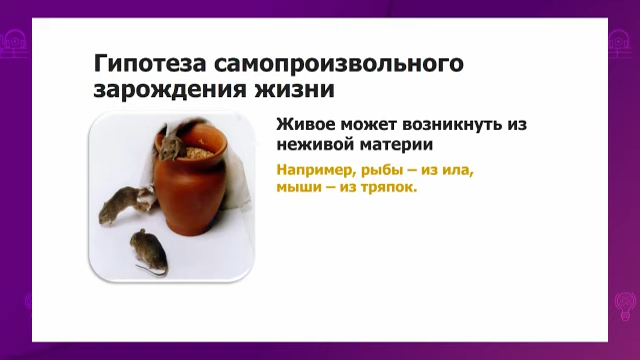 Гипотеза самопроизвольного
зарождения жизни
Живое может возникнуть из
неживой материи
Например, рыбы – из ила,
мыши – из тряпок.